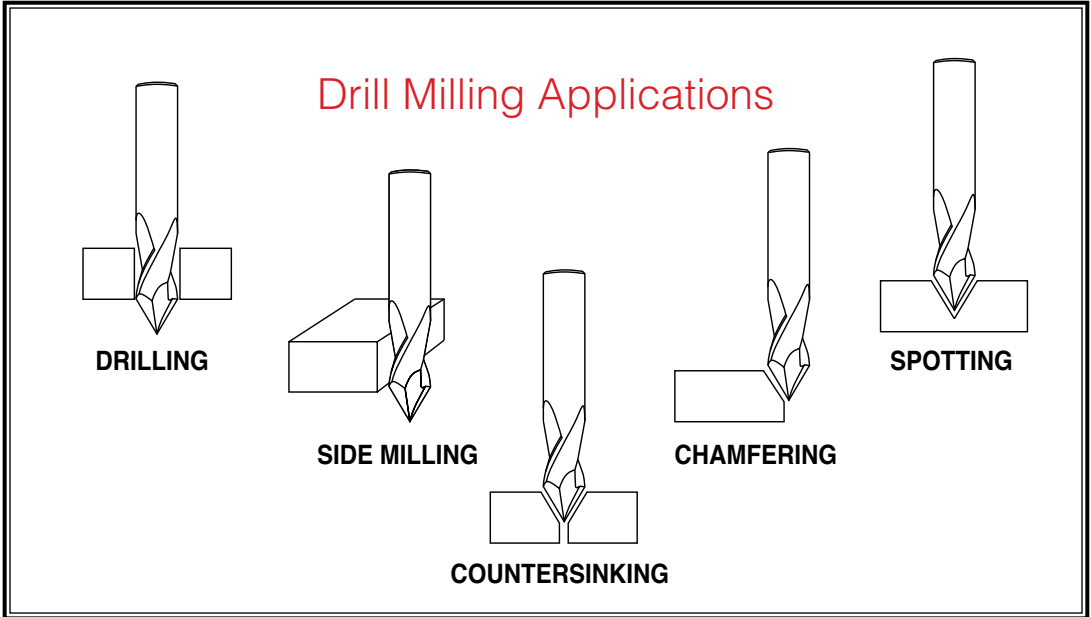 Drill Milling Applications
DRILLING
SPOTTING
SIDE MILLING
CHAMFERING
COUNTERSINKING